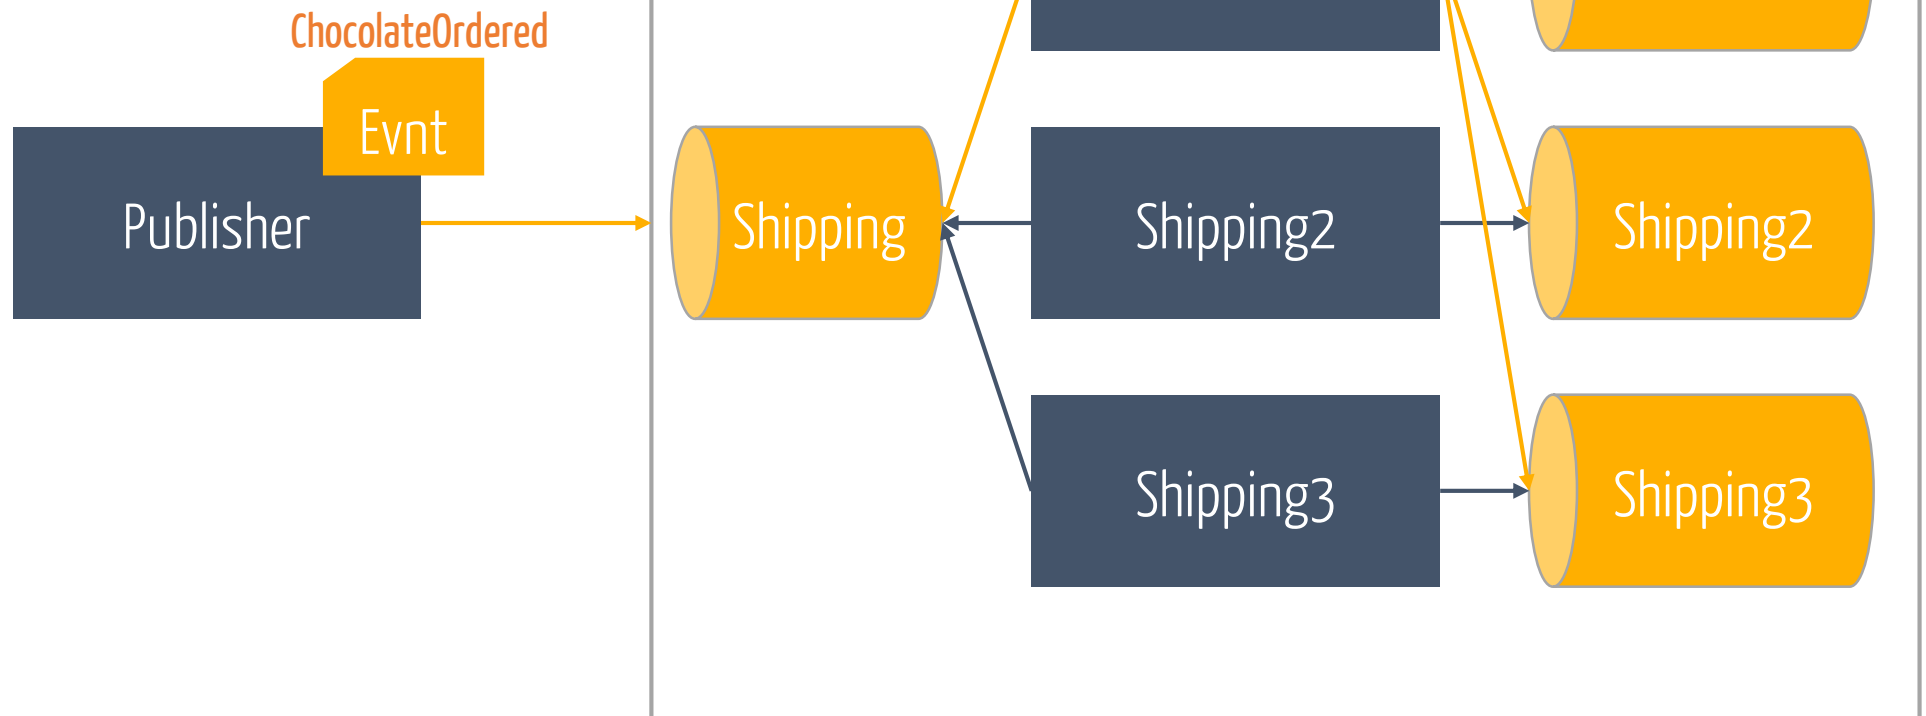 ChocolateOrdered
Evnt
Publisher
Shipping
Shipping2
Shipping2
Shipping3
Shipping3